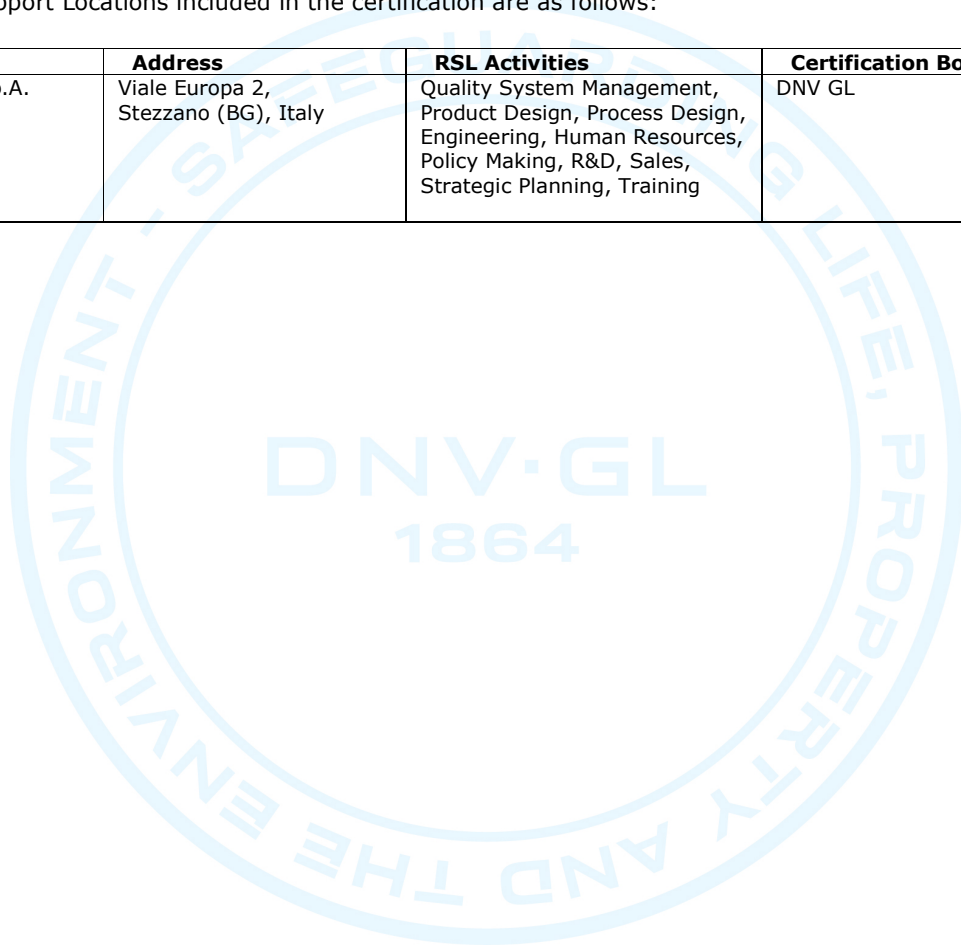 pport Locations included in the certification are as follows:
Address RSL Activities Certification Bo
.A. Viale Europa 2, Quality System Management, DNV GL
Stezzano (BG), Italy Product Design, Process Design,
Engineering, Human Resources,
Policy Making, R&D, Sales,
Strategic Planning, Training
SAFEGUARDING LIFE, PROPERTY AND THE ENVIRONMENT -
DNV·GL
1864